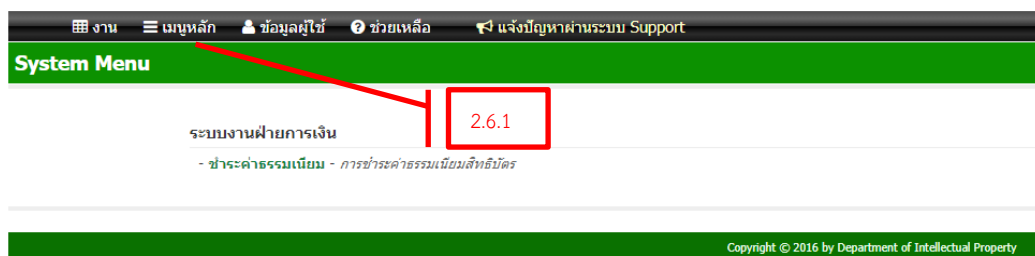 งาน เมนูหลัก ข้อมูลผู้ใช้ ช่วยเหลือ แจ้งปัญหาผ่านระบบ Support
System Menu
2.6.1
ระบบงานฝ่ายการเงิน
- ชำระค่าธรรมเนียม - การชำระค่าธรรมเนียมสิทธิบัตร
Copyright © 2016 by Department of Intellectual Property